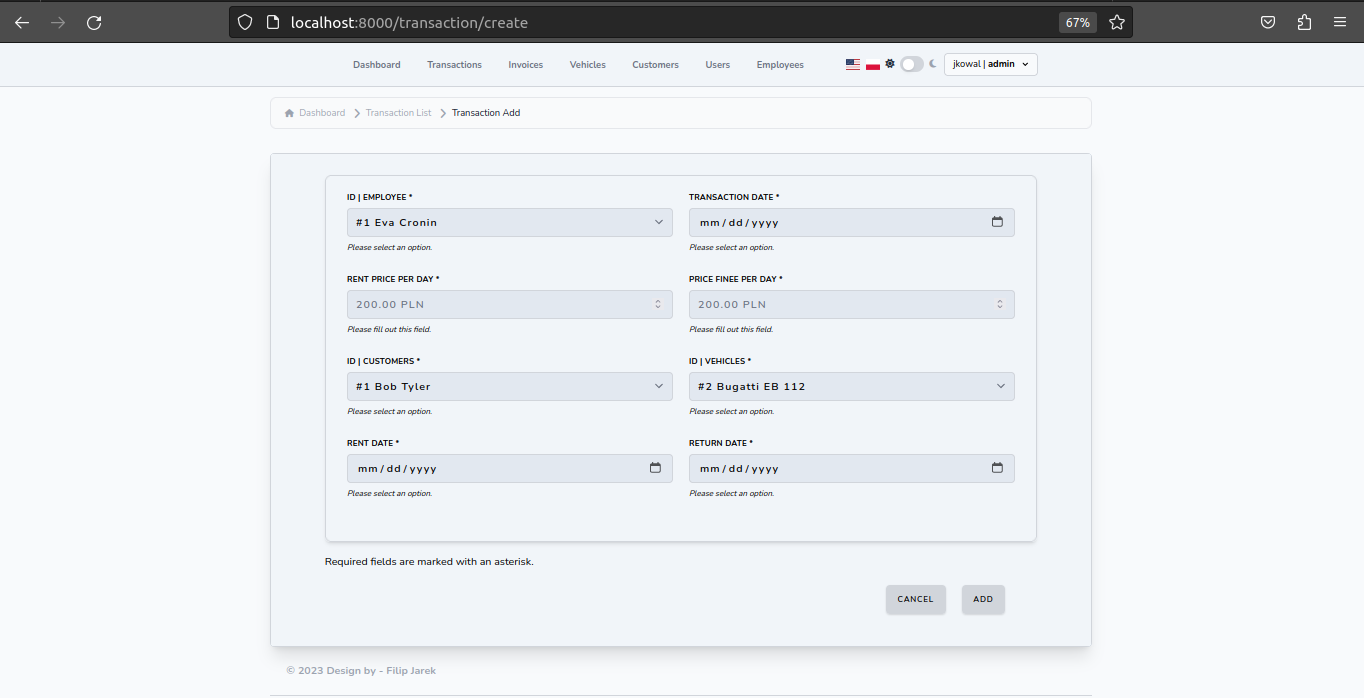 localhost:8000/transaction/create 67%
Dashboard Transactions Invoices Vehicles Customers Users Employees jkowal | admin
Dashboard Transaction List Transaction Add
ID | EMPLOYEE * TRANSACTION DATE *
#1 Eva Cronin mm/dd/yyyy
Please select an option. Please select an option.
RENT PRICE PER DAY * PRICE FINEE PER DAY *
200.00 PLN 200.00 PLN
Please fill out this field. Please fill out this field.
ID | CUSTOMERS * ID | VEHICLES *
#1 Bob Tyler #2 Bugatti EB 112
Please select an option. Please select an option.
RENT DATE * RETURN DATE *
mm/dd/yyyy mm/dd/yyyy
Please select an option. Please select an option.
Required fields are marked with an asterisk.
CANCEL ADD
© 2023 Design by - Filip Jarek